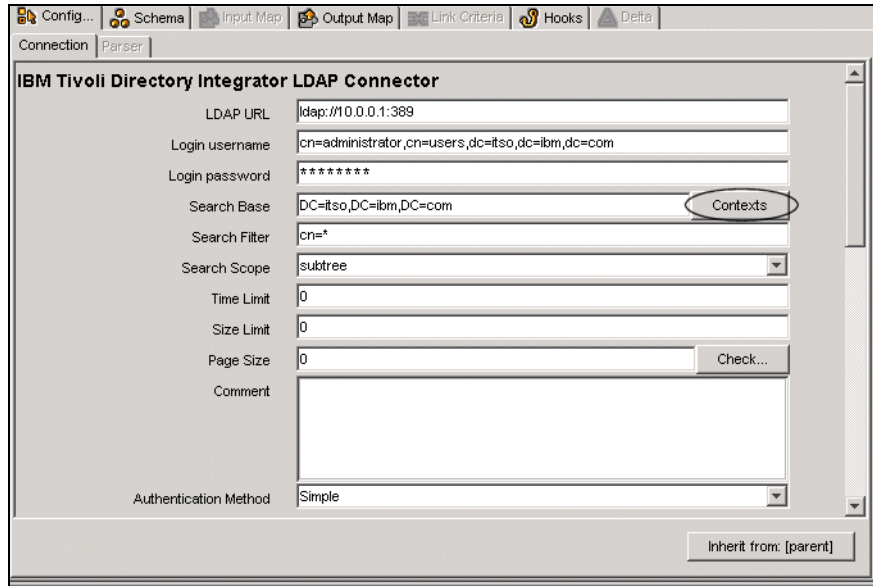 Config... Schema Input Map Output Map Link Criteria Hooks Delta
Connection Parser
IBM Tivoli Directory Integrator LDAP Connector
LDAP URL ldap://10.0.0.1:389
Login username cn=administrator,cn=users,dc=itso,dc=ibm,dc=com
Login password ********
Search Base DC=itso,DC=ibm,DC=com Contexts
Search Filter cn=*
Search Scope subtree
Time Limit 0
Size Limit 0
Page Size 0 Check...
Comment
Authentication Method Simple
Inherit from: [parent]